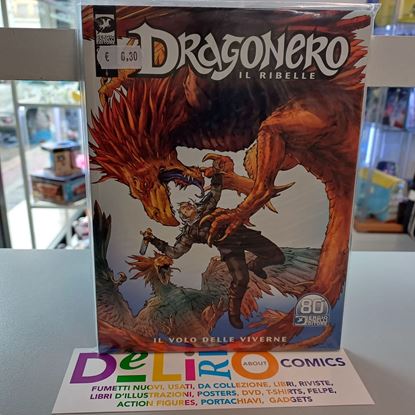 € 6,30
DRAGONERO
IL RIBELLE
80
IL VOLO DELLE VIVERNE
DELIRIO
ABOUT
COMICS
FUMETTI NUOVI, USATI, DA COLLEZIONE, LIBRI, RIVISTE,
LIBRI D'ILLUSTRAZIONI, POSTERS, DVD, T-SHIRTS, FELPE,
ACTION FIGURES, PORTACHIAVI, GADGETS